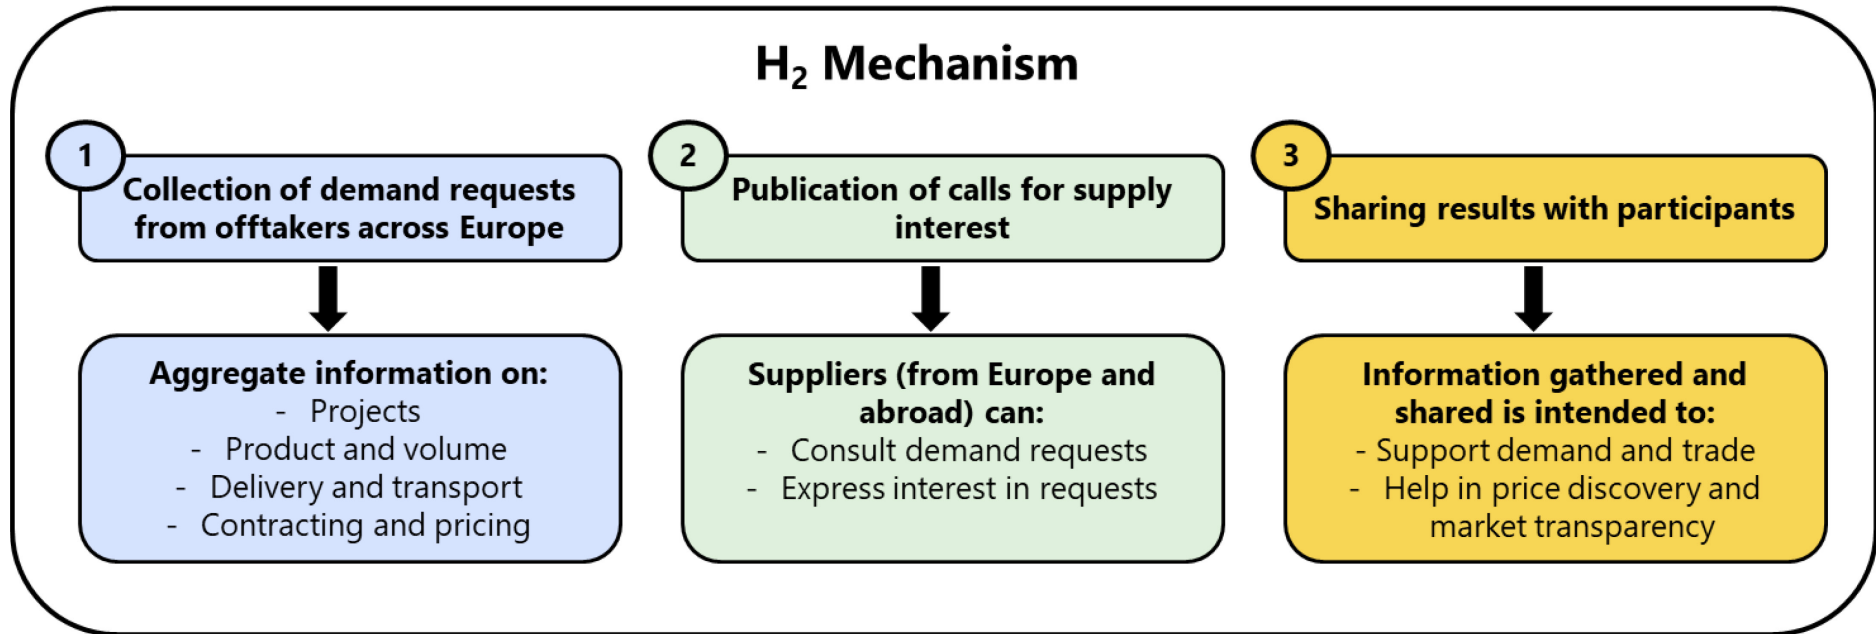 H₂ Mechanism
1
Collection of demand requests
from offtakers across Europe
Aggregate information on:
- Projects
- Product and volume
- Delivery and transport
- Contracting and pricing
2
Publication of calls for supply
interest
Suppliers (from Europe and
abroad) can:
- Consult demand requests
- Express interest in requests
3
Sharing results with participants
Information gathered and
shared is intended to:
- Support demand and trade
- Help in price discovery and
market transparency